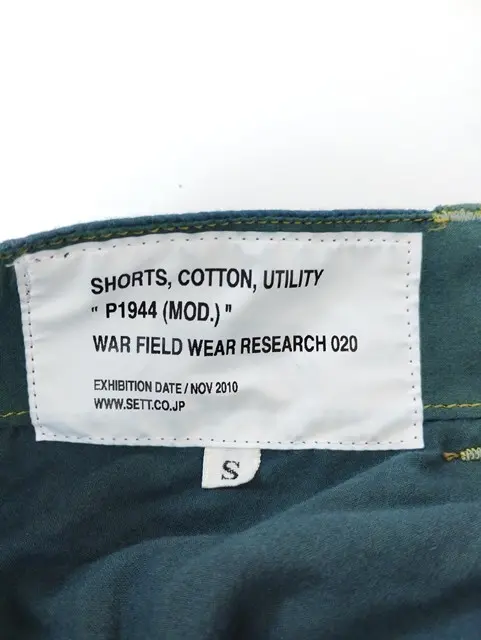 SHORTS, COTTON, UTILITY
" P1944 (MOD.) "
WAR FIELD WEAR RESEARCH 020
EXHIBITION DATE / NOV 2010
WWW.SETT.CO.JP
S